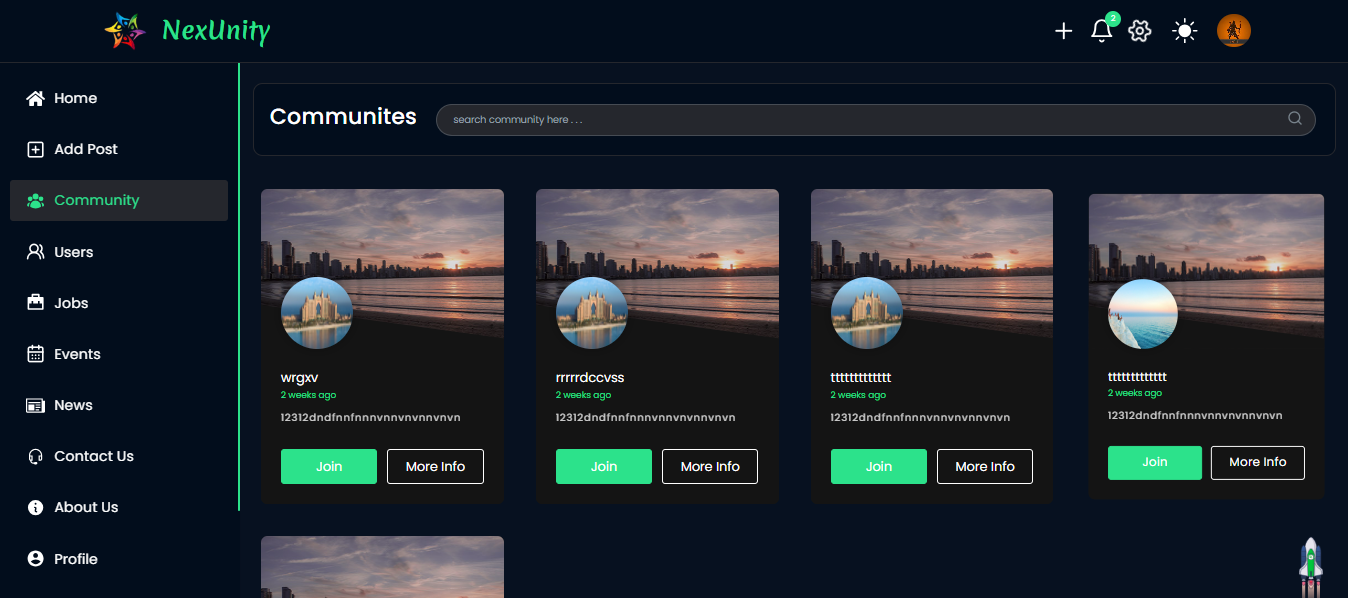 NexUnity
2
Home
Add Post
Community
Users
Jobs
Events
News
Contact Us
About Us
Profile
Communites
search community here . . .
wrgxv
2 weeks ago
12312dndfnnfnnnvnnvnvnnvnvn
Join
More Info
rrrrrdccvss
2 weeks ago
12312dndfnnfnnnvnnvnvnnvnvn
Join
More Info
ttttttttttttt
2 weeks ago
12312dndfnnfnnnvnnvnvnnvnvn
Join
More Info
ttttttttttttt
2 weeks ago
12312dndfnnfnnnvnnvnvnnvnvn
Join
More Info